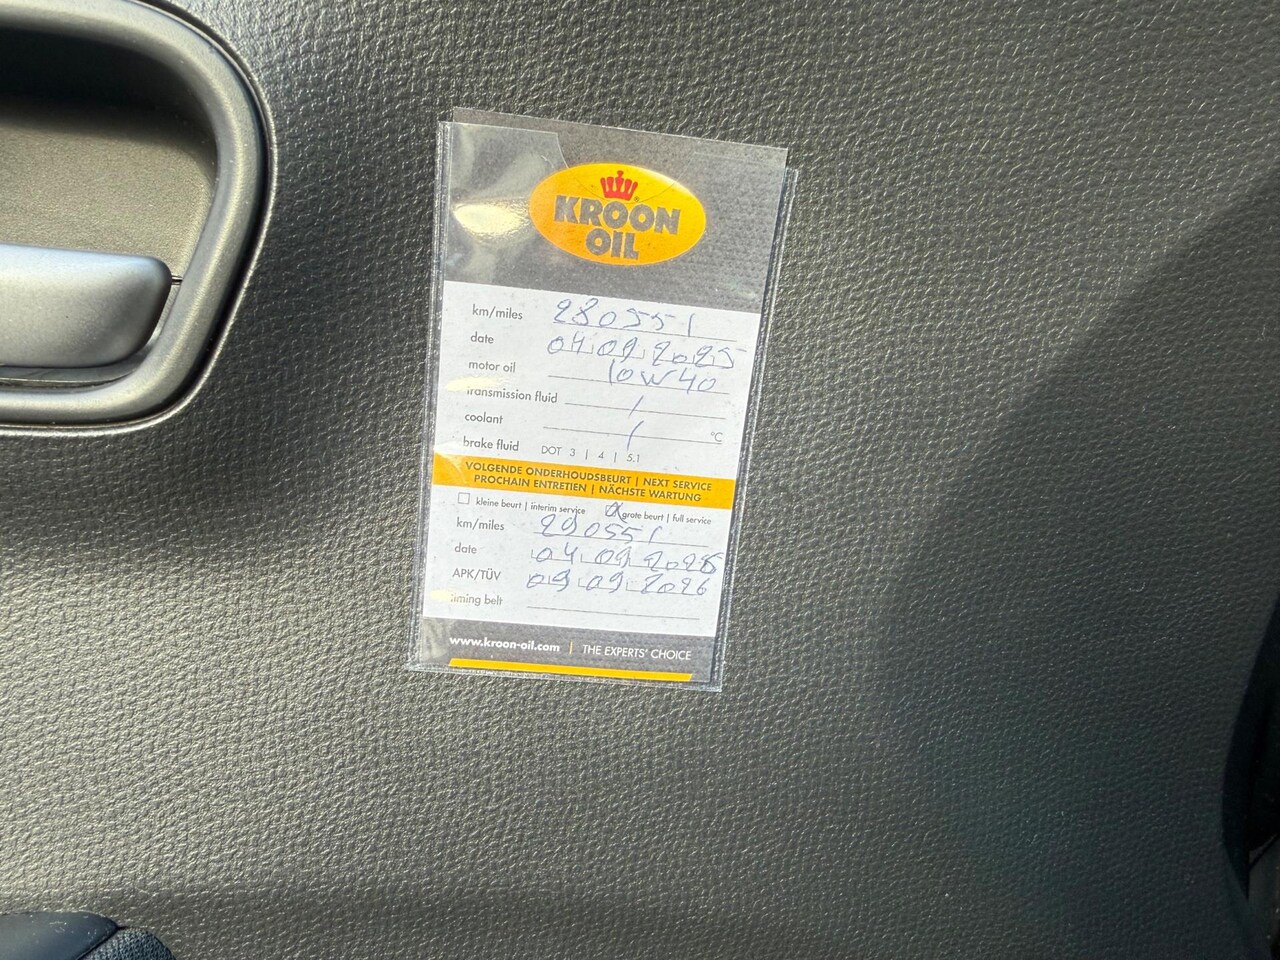 KROON
OIL
km/miles 280551
date 04 09 2025
motor oil 10W40
transmission fluid /
coolant / °C
brake fluid DOT 3 | 4 | 5.1
VOLGENDE ONDERHOUDSBEURT | NEXT SERVICE
PROCHAIN ENTRETIEN | NÄCHSTE WARTUNG
kleine beurt | interim service grote beurt | full service
km/miles 290551
date 04 09
APK/TÜV 09 09 2026
timing belt
www.kroon-oil.com | THE EXPERTS' CHOICE